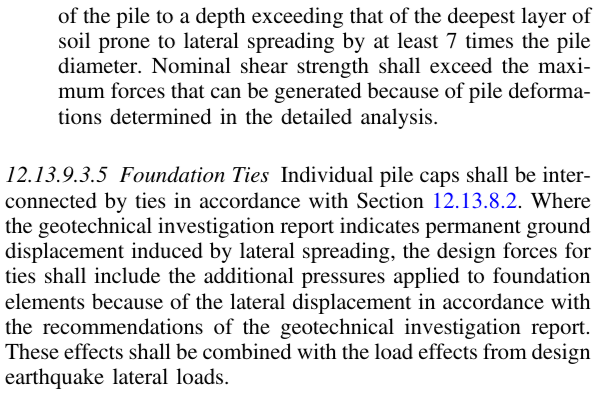 of the pile to a depth exceeding that of the deepest layer of
soil prone to lateral spreading by at least 7 times the pile
diameter. Nominal shear strength shall exceed the maxi-
mum forces that can be generated because of pile deforma-
tions determined in the detailed analysis.
12.13.9.3.5 Foundation Ties Individual pile caps shall be inter-
connected by ties in accordance with Section 12.13.8.2. Where
the geotechnical investigation report indicates permanent ground
displacement induced by lateral spreading, the design forces for
ties shall include the additional pressures applied to foundation
elements because of the lateral displacement in accordance with
the recommendations of the geotechnical investigation report.
These effects shall be combined with the load effects from design
earthquake lateral loads.